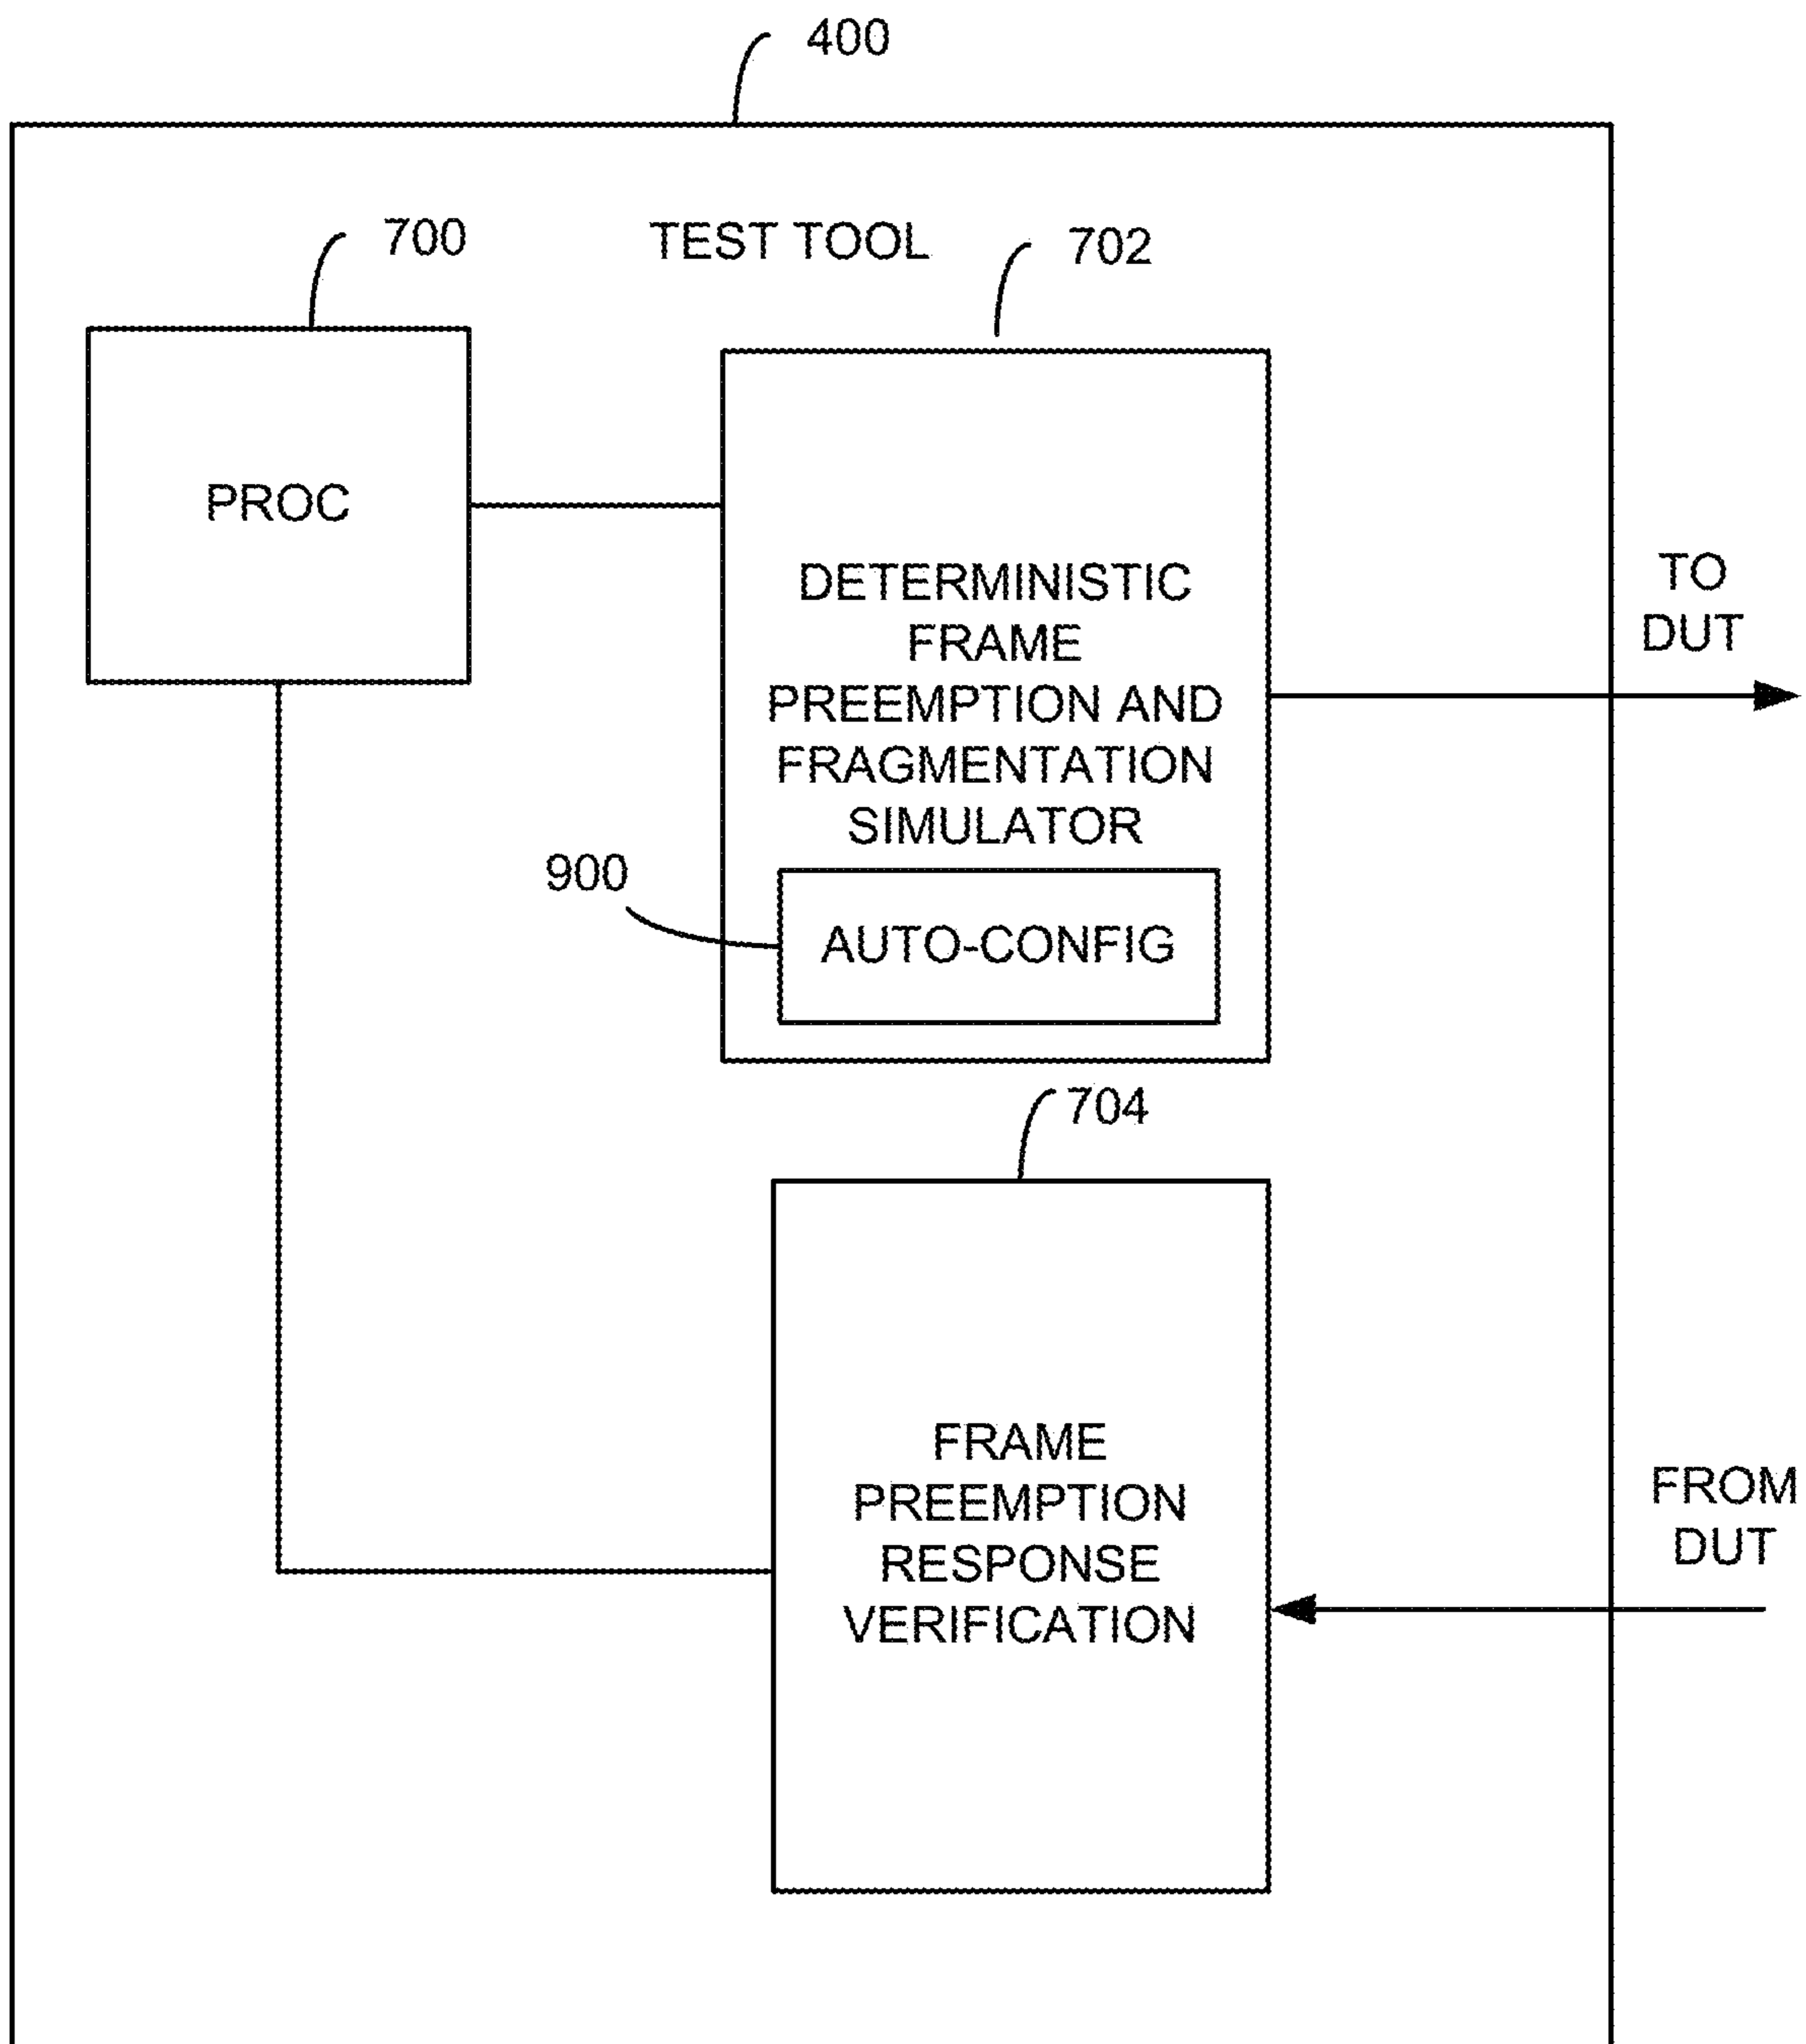 400
700
TEST TOOL
702
PROC
DETERMINISTIC
FRAME
PREEMPTION AND
FRAGMENTATION
SIMULATOR
TO
DUT
900
AUTO-CONFIG
704
FRAME
PREEMPTION
RESPONSE
VERIFICATION
FROM
DUT